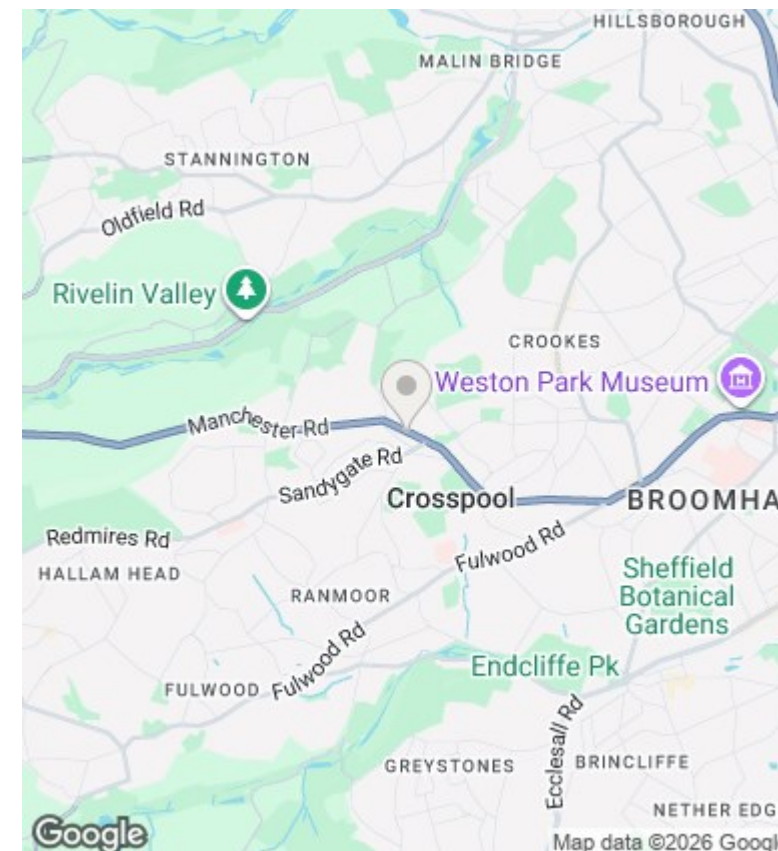 HILLSBOROUGH
MALIN BRIDGE
STANNINGTON
Oldfield Rd
Rivelin Valley
CROOKES
Weston Park Museum
Manchester Rd
Sandygate Rd
Crosspool
BROOMHA
Redmires Rd
Fulwood Rd
HALLAM HEAD
Sheffield
Botanical
Gardens
RANMOOR
Fulwood Rd
Endcliffe Pk
FULWOOD
Ecclesall Rd
GREYSTONES
BRINCLIFFE
NETHER EDG
Google
Map data ©2026 Googl